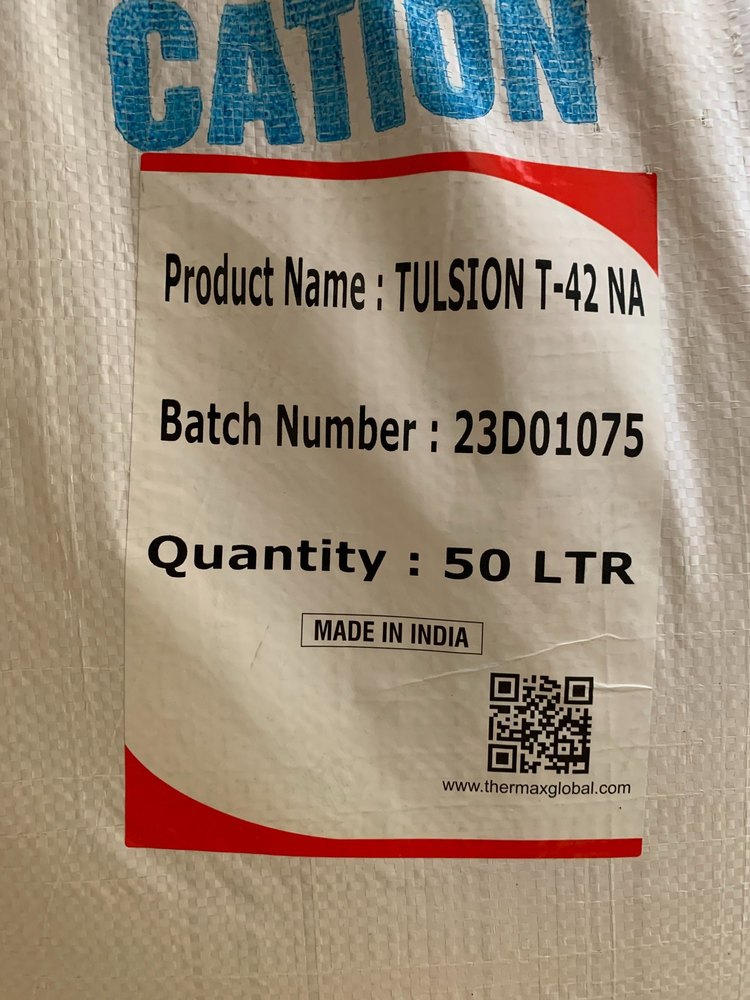 CATION
Product Name : TULSION T-42 NA
Batch Number : 23D01075
Quantity : 50 LTR
MADE IN INDIA
www.thermaxglobal.com